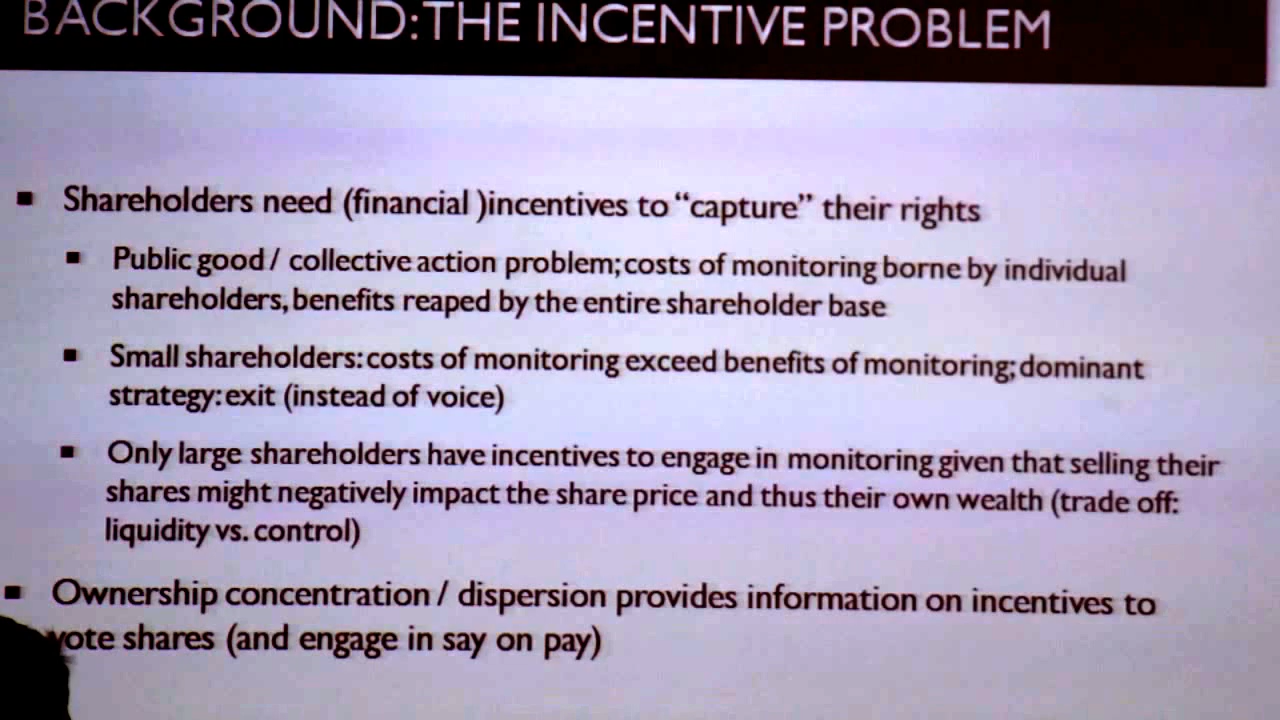 BACKGROUND: THE INCENTIVE PROBLEM
▪ Shareholders need (financial )incentives to “capture” their rights
▪ Public good / collective action problem; costs of monitoring borne by individual
shareholders, benefits reaped by the entire shareholder base
▪ Small shareholders: costs of monitoring exceed benefits of monitoring; dominant
strategy: exit (instead of voice)
▪ Only large shareholders have incentives to engage in monitoring given that selling their
shares might negatively impact the share price and thus their own wealth (trade off:
liquidity vs. control)
▪ Ownership concentration / dispersion provides information on incentives to
vote shares (and engage in say on pay)